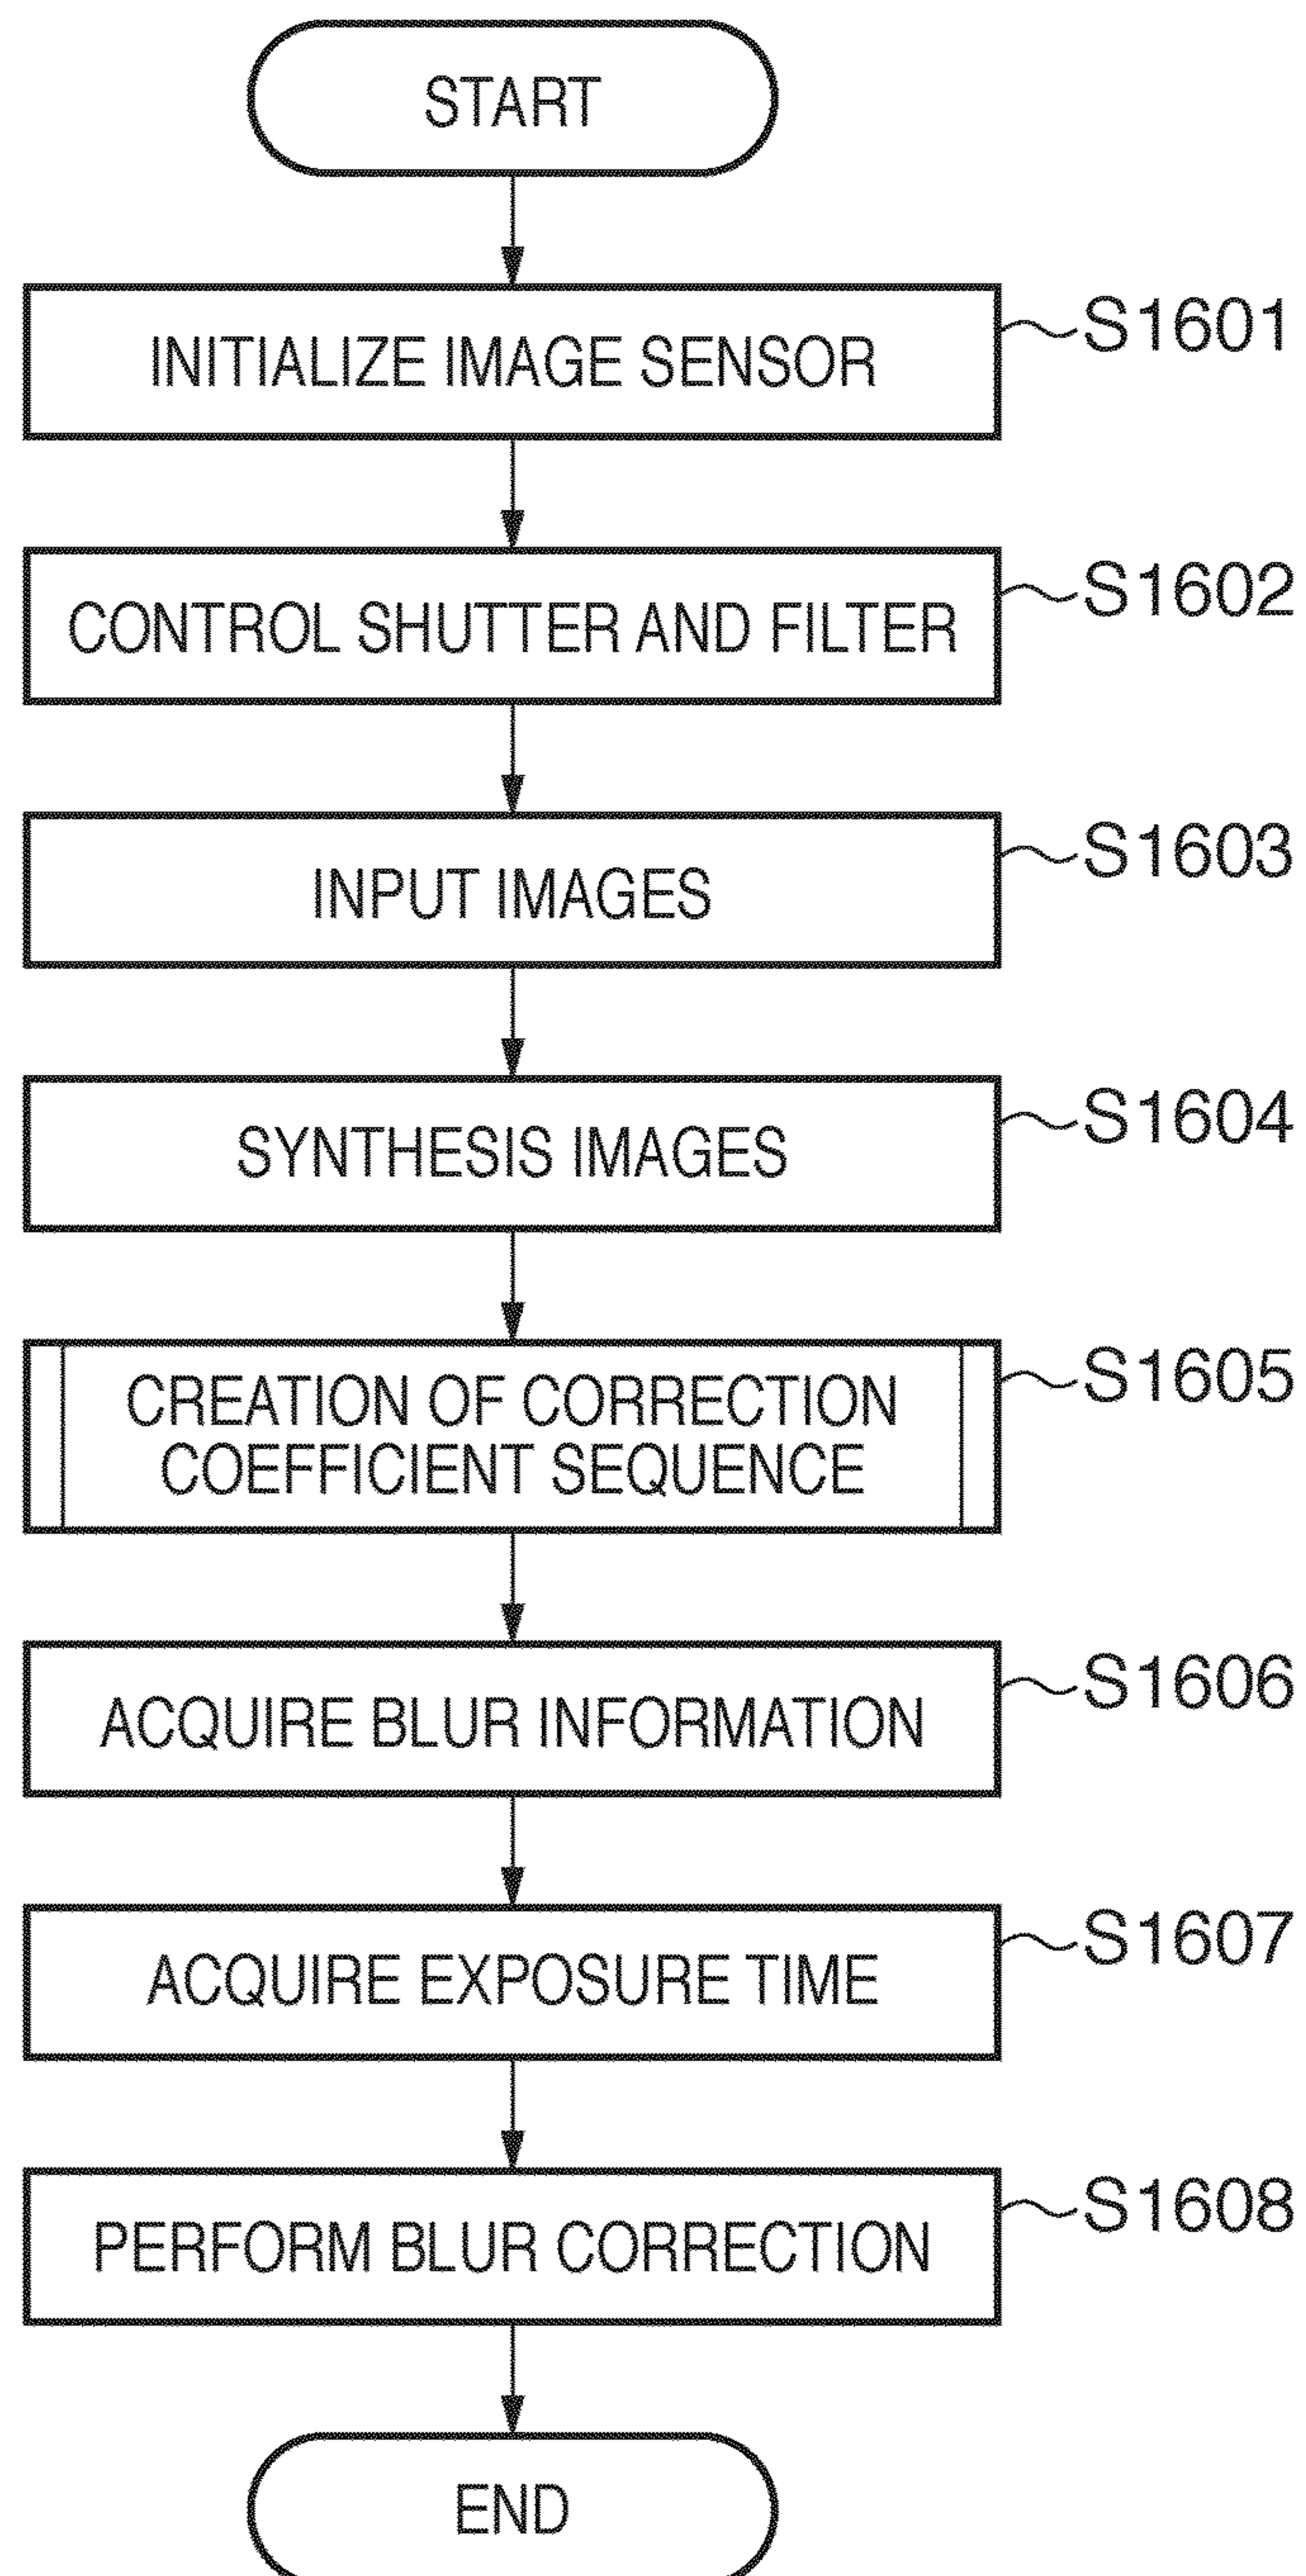 START
INITIALIZE IMAGE SENSOR
S1601
CONTROL SHUTTER AND FILTER
S1602
INPUT IMAGES
S1603
SYNTHESIS IMAGES
S1604
CREATION OF CORRECTION
COEFFICIENT SEQUENCE
S1605
ACQUIRE BLUR INFORMATION
S1606
ACQUIRE EXPOSURE TIME
S1607
PERFORM BLUR CORRECTION
S1608
END